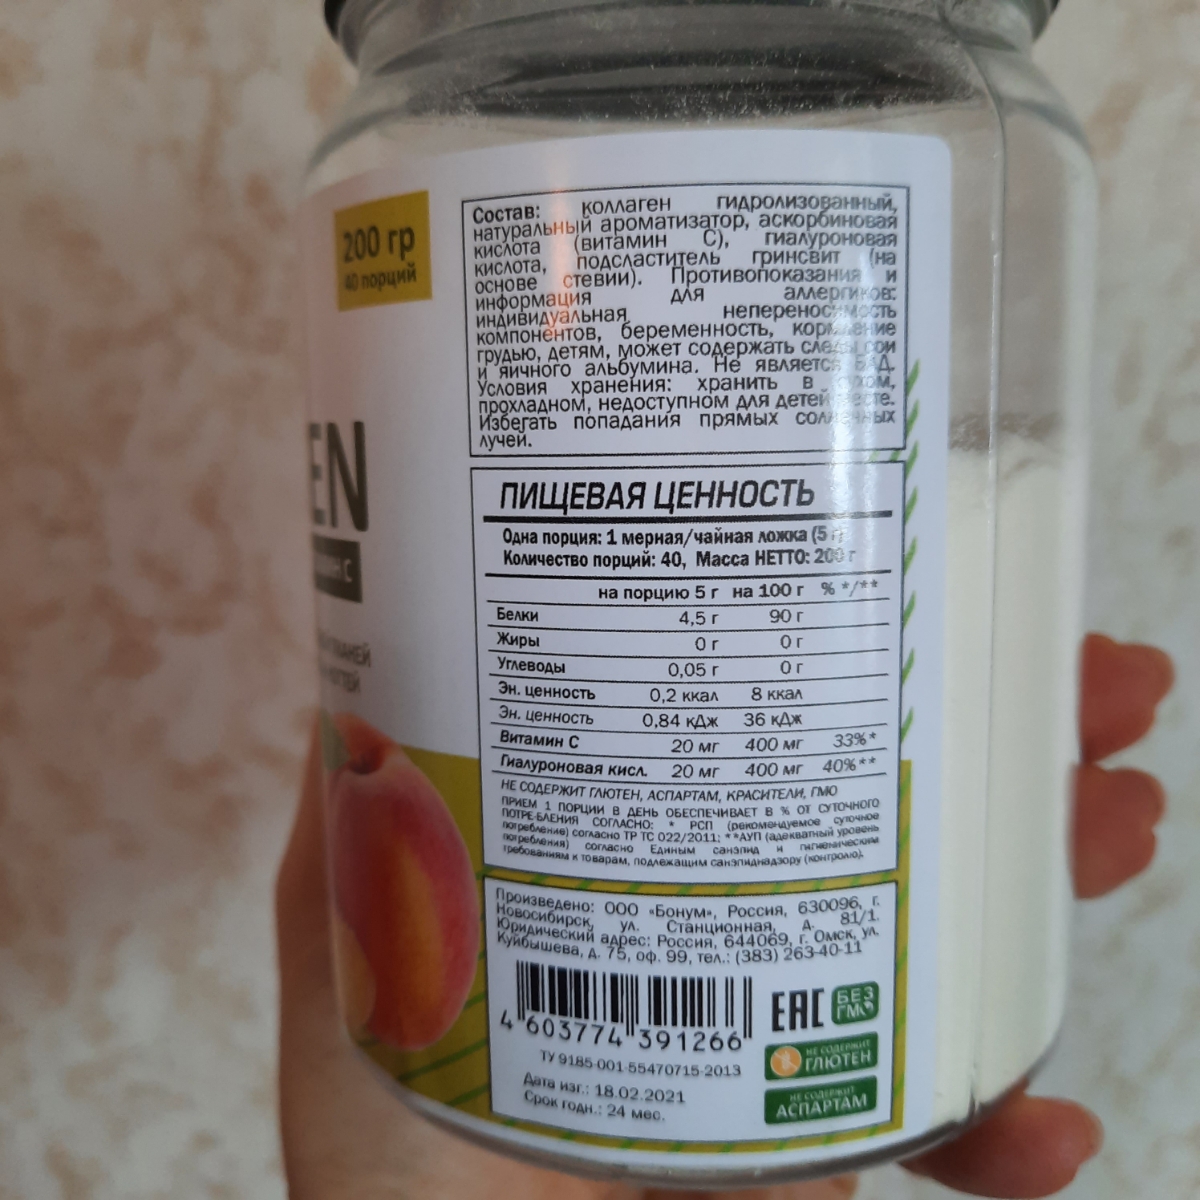 200 гр
40 порций
EN
Состав: коллаген гидролизованный,
натуральный ароматизатор, аскорбиновая
кислота (витамин С), гиалуроновая
кислота, подсластитель гринсвит (на
основе стевии). Противопоказания и
информация для аллергиков:
индивидуальная непереносимость
компонентов, беременность, кормление
грудью, детям, может содержать следы сои
и яичного альбумина. Не является БАД.
Условия хранения: хранить в сухом,
прохладном, недоступном для детей месте.
Избегать попадания прямых солнечных
лучей.
ПИЩЕВАЯ ЦЕННОСТЬ
Одна порция: 1 мерная/чайная ложка (5 г)
Количество порций: 40, Масса НЕТТО: 200 г
на порцию 5 г на 100 г % */**
Белки 4,5 г 90 г
Жиры 0 г 0 г
Углеводы 0,05 г 0 г
Эн. ценность 0,2 ккал 8 ккал
Эн. ценность 0,84 кДж 36 кДж
Витамин С 20 мг 400 мг 33%*
Гиалуроновая кисл. 20 мг 400 мг 40%**
НЕ СОДЕРЖИТ ГЛЮТЕН, АСПАРТАМ, КРАСИТЕЛИ, ГМО
ПРИЕМ 1 ПОРЦИИ В ДЕНЬ ОБЕСПЕЧИВАЕТ В % ОТ СУТОЧНОГО
ПОТРЕ-БЛЕНИЯ СОГЛАСНО: * РСП (рекомендуемое суточное
потребление) согласно ТР ТС 022/2011; **АУП (адекватный уровень
потребления) согласно Единым санэпид и гигиеническим
требованиям к товарам, подлежащим санэпиднадзору (контролю).
Произведено: ООО «Бонум», Россия, 630096, г.
Новосибирск, ул. Станционная, д. 81/1.
Юридический адрес: Россия, 644069, г. Омск, ул.
Куйбышева, д. 75, оф. 99, тел.: (383) 263-40-11
4 603774 391266
EAC
БЕЗ
ГМО
НЕ СОДЕРЖИТ
ГЛЮТЕН
НЕ СОДЕРЖИТ
АСПАРТАМ
ТУ 9185-001-55470715-2013
Дата изг.: 18.02.2021
Срок годн.: 24 мес.